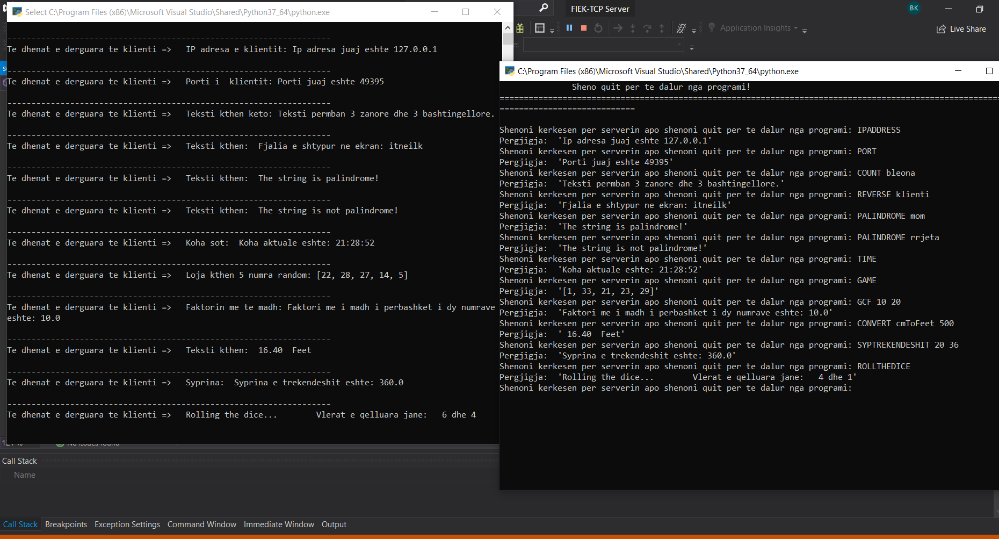 Select C:\Program Files (x86)\Microsoft Visual Studio\Shared\Python37_64\python.exe
--------------------------------------------------------------------
Te dhenat e derguara te klienti =>   IP adresa e klientit: Ip adresa juaj eshte 127.0.0.1
--------------------------------------------------------------------
Te dhenat e derguara te klienti =>   Porti i  klientit: Porti juaj eshte 49395
--------------------------------------------------------------------
Te dhenat e derguara te klienti =>   Teksti kthen keto: Teksti permban 3 zanore dhe 3 bashtingellore.
--------------------------------------------------------------------
Te dhenat e derguara te klienti =>   Teksti kthen:  Fjalia e shtypur ne ekran: itneilk
--------------------------------------------------------------------
Te dhenat e derguara te klienti =>   Teksti kthen:  The string is palindrome!
--------------------------------------------------------------------
Te dhenat e derguara te klienti =>   Teksti kthen:  The string is not palindrome!
--------------------------------------------------------------------
Te dhenat e derguara te klienti =>   Koha sot:  Koha aktuale eshte: 21:28:52
--------------------------------------------------------------------
Te dhenat e derguara te klienti =>   Loja kthen 5 numra random: [22, 28, 27, 14, 5]
--------------------------------------------------------------------
Te dhenat e derguara te klienti =>   Faktorin me te madh: Faktori me i madh i perbashket i dy numrave
eshte: 10.0
--------------------------------------------------------------------
Te dhenat e derguara te klienti =>   Teksti kthen:  16.40  Feet
--------------------------------------------------------------------
Te dhenat e derguara te klienti =>   Syprina:  Syprina e trekendeshit eshte: 360.0
--------------------------------------------------------------------
Te dhenat e derguara te klienti =>   Rolling the dice...        Vlerat e qelluara jane:   6 dhe 4
FIEK-TCP Server
BK
Application Insights
Live Share
C:\Program Files (x86)\Microsoft Visual Studio\Shared\Python37_64\python.exe
Sheno quit per te dalur nga programi!
========================================================================================================
============================
Shenoni kerkesen per serverin apo shenoni quit per te dalur nga programi: IPADDRESS
Pergjigja:  'Ip adresa juaj eshte 127.0.0.1'
Shenoni kerkesen per serverin apo shenoni quit per te dalur nga programi: PORT
Pergjigja:  'Porti juaj eshte 49395'
Shenoni kerkesen per serverin apo shenoni quit per te dalur nga programi: COUNT bleona
Pergjigja:  'Teksti permban 3 zanore dhe 3 bashtingellore.'
Shenoni kerkesen per serverin apo shenoni quit per te dalur nga programi: REVERSE klienti
Pergjigja:  'Fjalia e shtypur ne ekran: itneilk'
Shenoni kerkesen per serverin apo shenoni quit per te dalur nga programi: PALINDROME mom
Pergjigja:  'The string is palindrome!'
Shenoni kerkesen per serverin apo shenoni quit per te dalur nga programi: PALINDROME rrjeta
Pergjigja:  'The string is not palindrome!'
Shenoni kerkesen per serverin apo shenoni quit per te dalur nga programi: TIME
Pergjigja:  'Koha aktuale eshte: 21:28:52'
Shenoni kerkesen per serverin apo shenoni quit per te dalur nga programi: GAME
Pergjigja:  '[1, 33, 21, 23, 29]'
Shenoni kerkesen per serverin apo shenoni quit per te dalur nga programi: GCF 10 20
Pergjigja:  'Faktori me i madh i perbashket i dy numrave eshte: 10.0'
Shenoni kerkesen per serverin apo shenoni quit per te dalur nga programi: CONVERT cmToFeet 500
Pergjigja:  ' 16.40  Feet'
Shenoni kerkesen per serverin apo shenoni quit per te dalur nga programi: SYPTREKENDESHIT 20 36
Pergjigja:  'Syprina e trekendeshit eshte: 360.0'
Shenoni kerkesen per serverin apo shenoni quit per te dalur nga programi: ROLLTHEDICE
Pergjigja:  'Rolling the dice...        Vlerat e qelluara jane:   4 dhe 1'
Shenoni kerkesen per serverin apo shenoni quit per te dalur nga programi:
Call Stack
Name
Call Stack Breakpoints Exception Settings Command Window Immediate Window Output